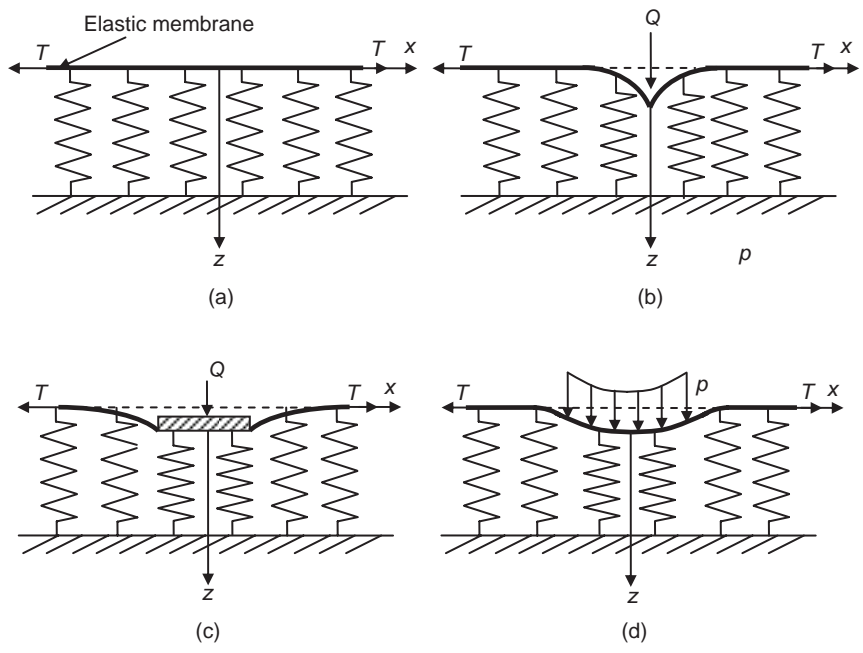 Elastic membrane
T T x
z
(a)
Q
T T x
z p
(b)
Q
T T x
z
(c)
p
T T x
z
(d)